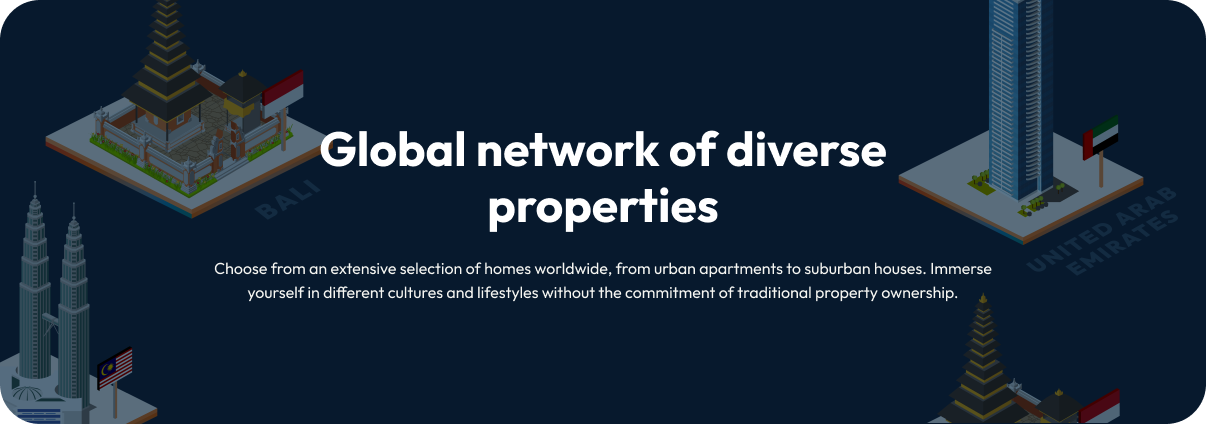 Global network of diverse
properties
Choose from an extensive selection of homes worldwide, from urban apartments to suburban houses. Immerse
yourself in different cultures and lifestyles without the commitment of traditional property ownership.
BALI
UNITED ARAB
EMIRATES